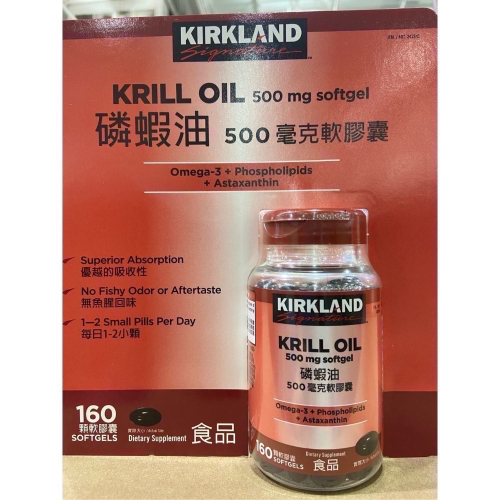 KIRKLAND
Signature
KRILL OIL 500 mg softgel
磷蝦油 500毫克軟膠囊
Omega-3 + Phospholipids
+ Astaxanthin
Superior Absorption
優越的吸收性
No Fishy Odor or Aftertaste
無魚腥回味
1—2 Small Pills Per Day
每日1-2小顆
160
顆軟膠囊
SOFTGELS
Dietary Supplement
食品
KIRKLAND
Signature
KRILL OIL
500 mg softgel
磷蝦油
500毫克軟膠囊
Omega-3 + Phospholipids
+ Astaxanthin
160
顆軟膠囊
SOFTGELS
Dietary Supplement
食品